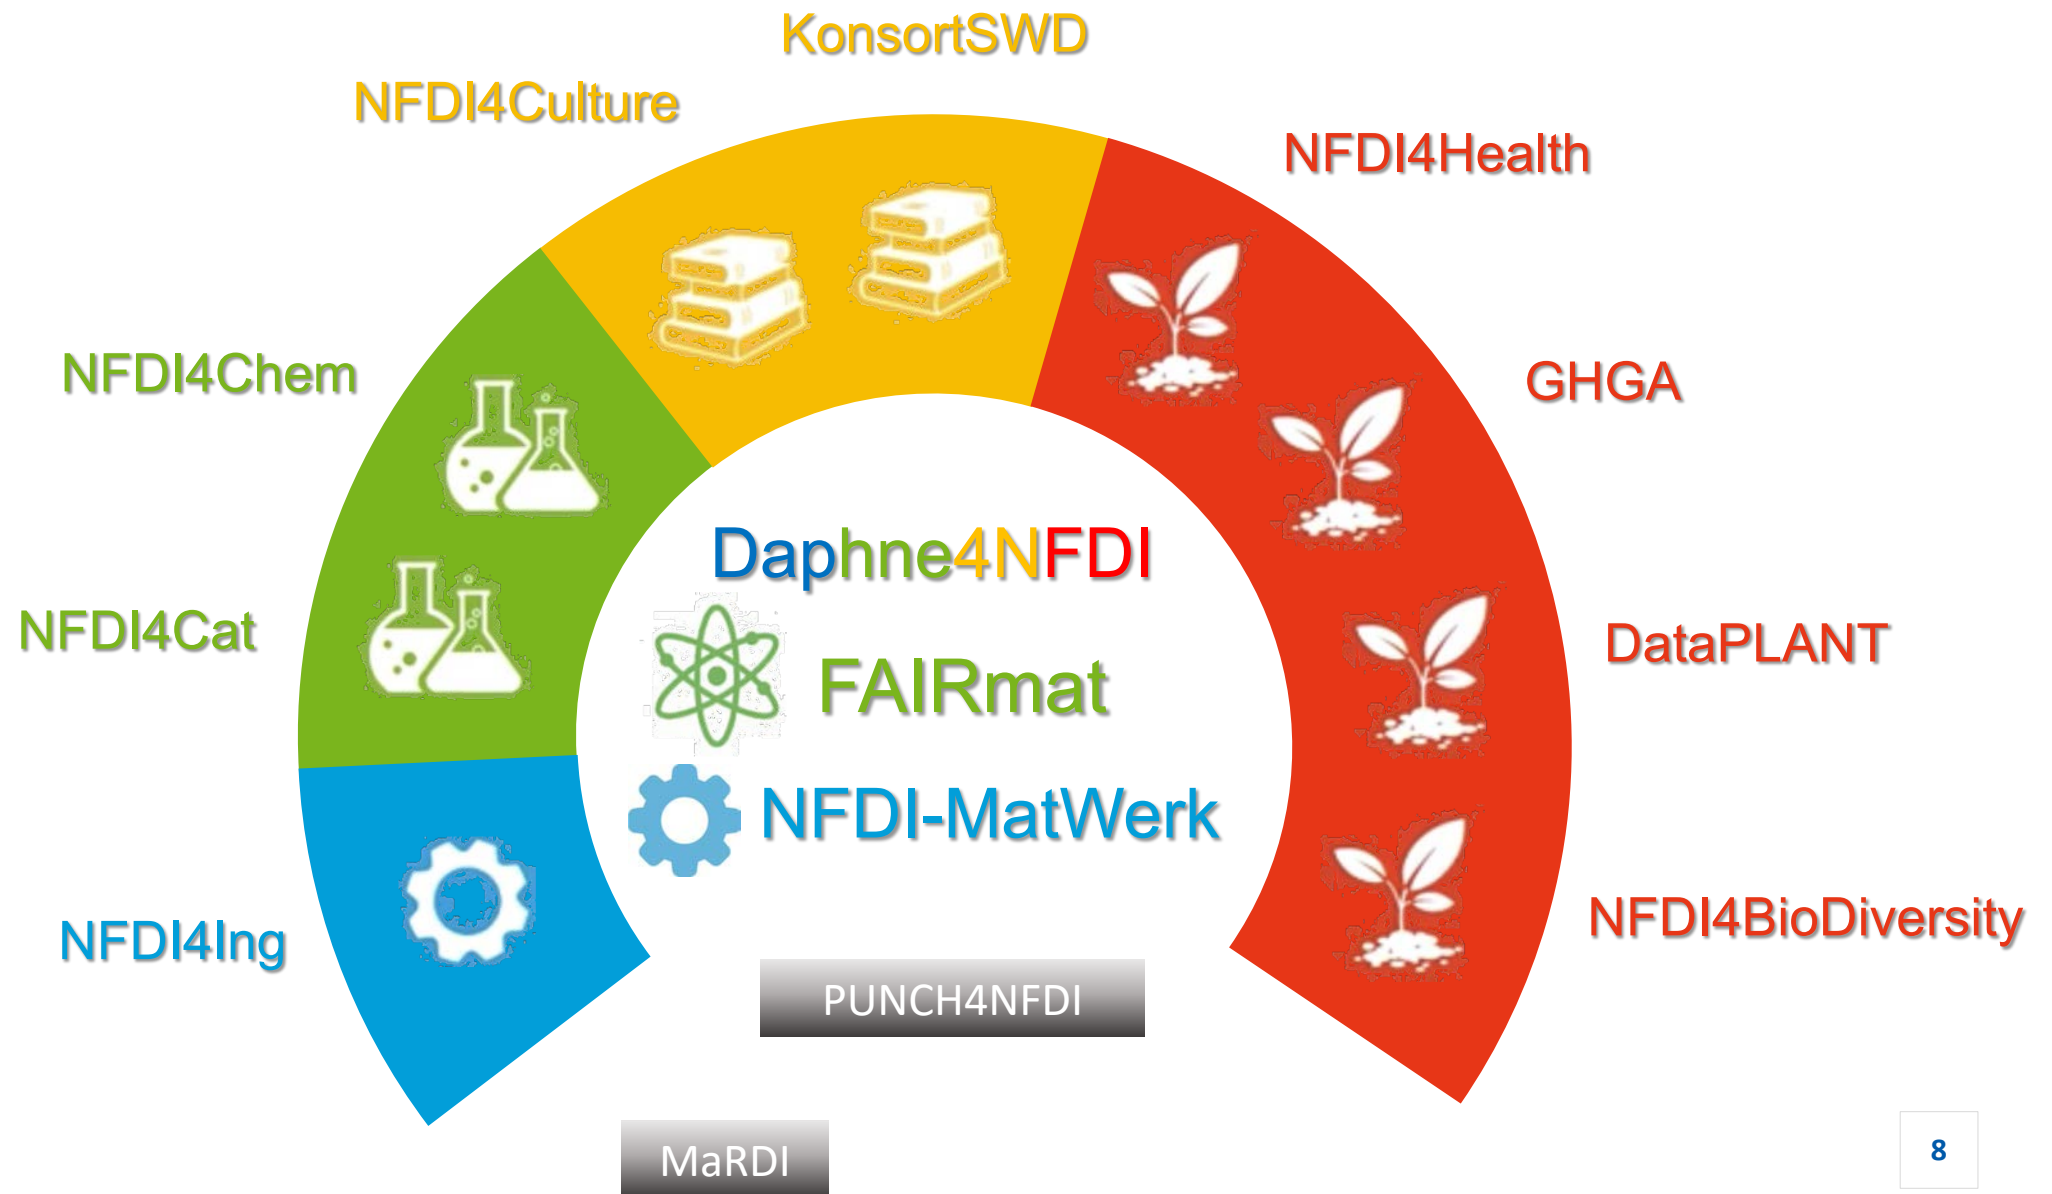 KonsortSWD
NFDI4Culture
NFDI4Health
NFDI4Chem
GHGA
Daphne4NFDI
NFDI4Cat
DataPLANT
FAIRmat
NFDI-MatWerk
NFDI4Ing
NFDI4BioDiversity
PUNCH4NFDI
MaRDI
8